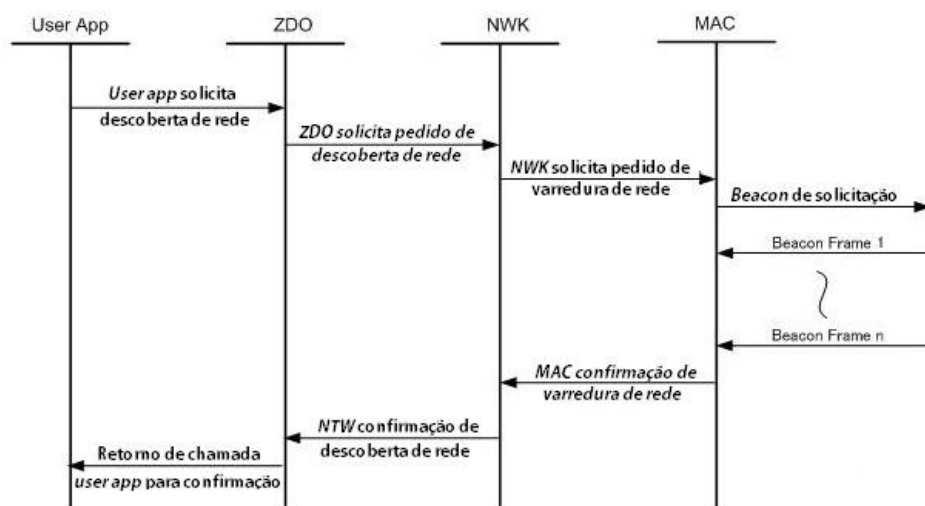 User App
ZDO
NWK
MAC
User app solicita
descoberta de rede
ZDO solicita pedido de
descoberta de rede
NWK solicita pedido de
varredura de rede
Beacon de solicitação
Beacon Frame 1
Beacon Frame n
MAC confirmação de
varredura de rede
NTW confirmação de
descoberta de rede
Retorno de chamada
user app para confirmação